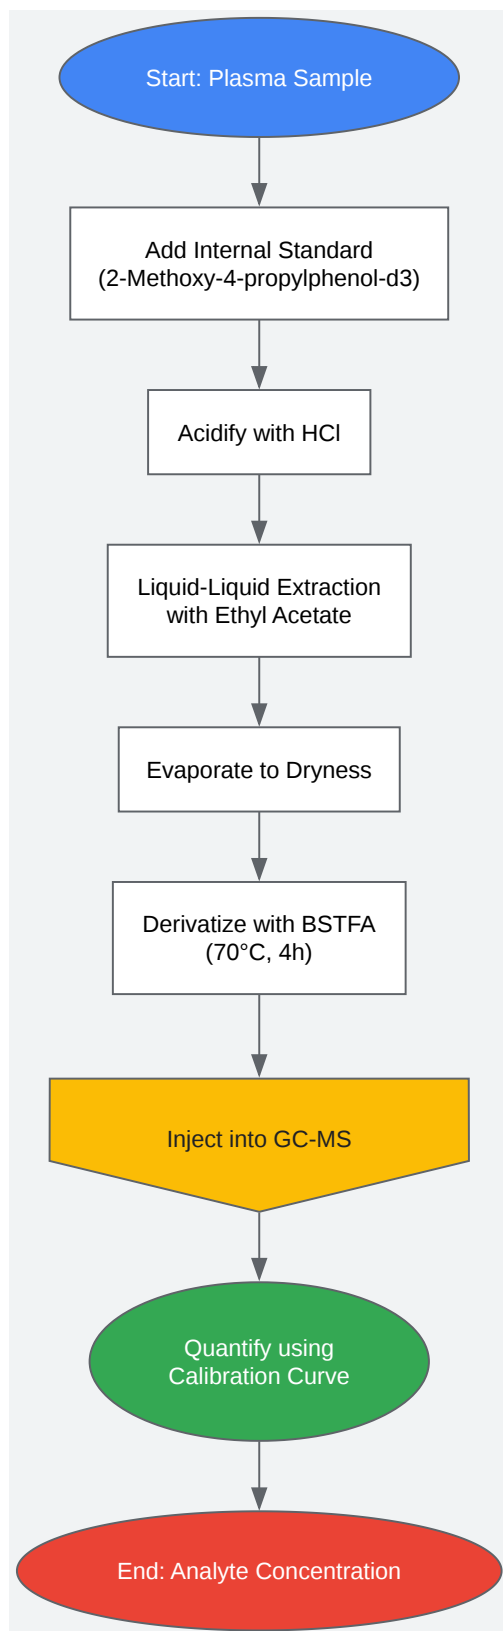 Start: Plasma Sample
Add Internal Standard
(2-Methoxy-4-propylphenol-d3)
Acidify with HCl
Liquid-Liquid Extraction
with Ethyl Acetate
Evaporate to Dryness
Derivatize with BSTFA
(70°C, 4h)
Inject into GC-MS
Quantify using
Calibration Curve
End: Analyte Concentration